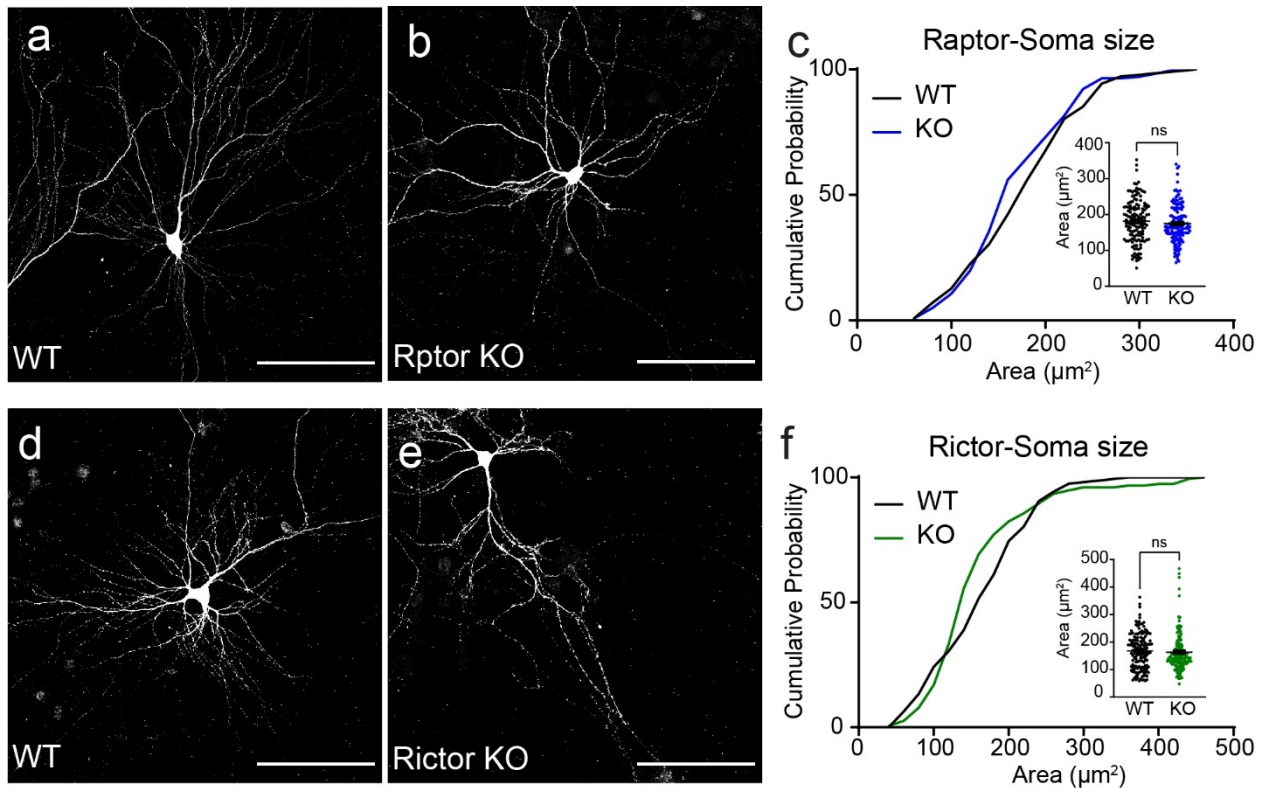 a
WT
b
Rptor KO
c
Raptor-Soma size
Cumulative Probability
100
50
0
0
100
200
300
400
Area (µm²)
WT
KO
ns
Area (µm²)
400
300
200
100
0
WT
KO
d
WT
e
Rictor KO
f
Rictor-Soma size
Cumulative Probability
100
50
0
0
100
200
300
400
500
Area (µm²)
WT
KO
ns
Area (µm²)
500
400
300
200
100
0
WT
KO